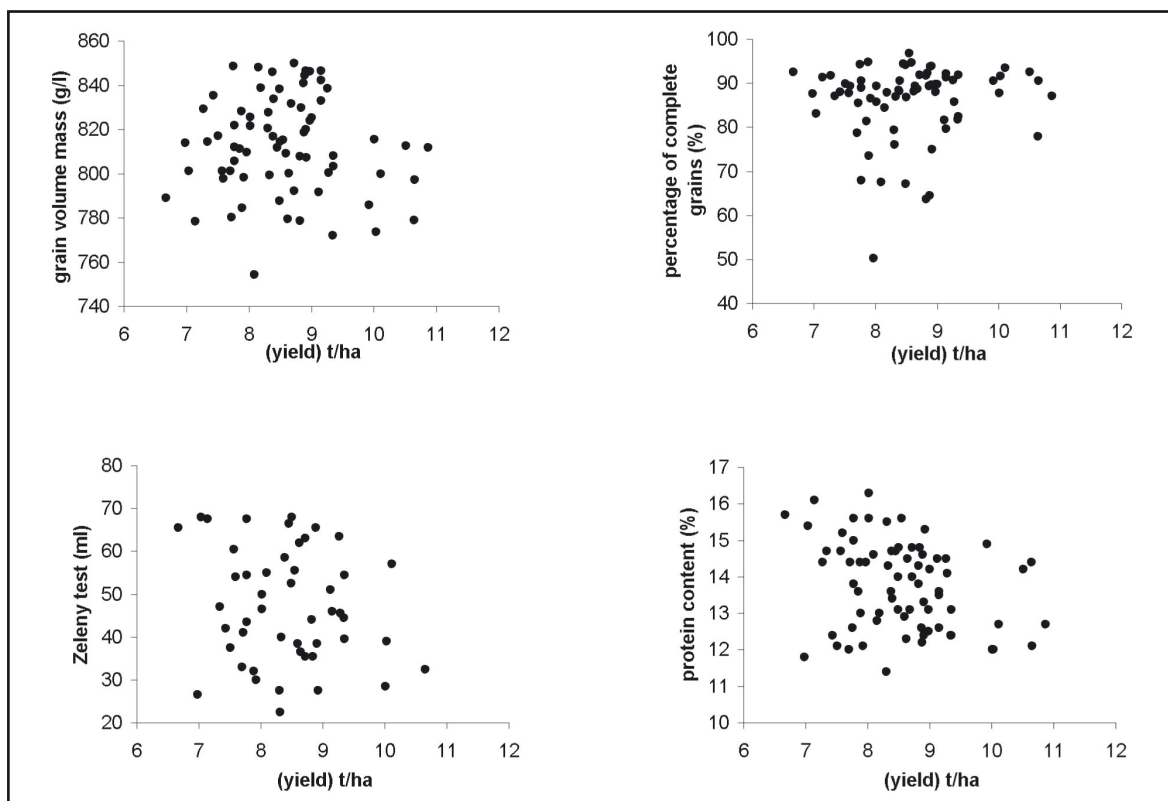 grain volume mass (g/l)
860
840
820
800
780
760
740
6 7 8 9 10 11 12
(yield) t/ha
percentage of complete
grains (%)
100
90
80
70
60
50
40
6 7 8 9 10 11 12
(yield) t/ha
Zeleny test (ml)
80
70
60
50
40
30
20
6 7 8 9 10 11 12
(yield) t/ha
protein content (%)
17
16
15
14
13
12
11
10
6 7 8 9 10 11 12
(yield) t/ha